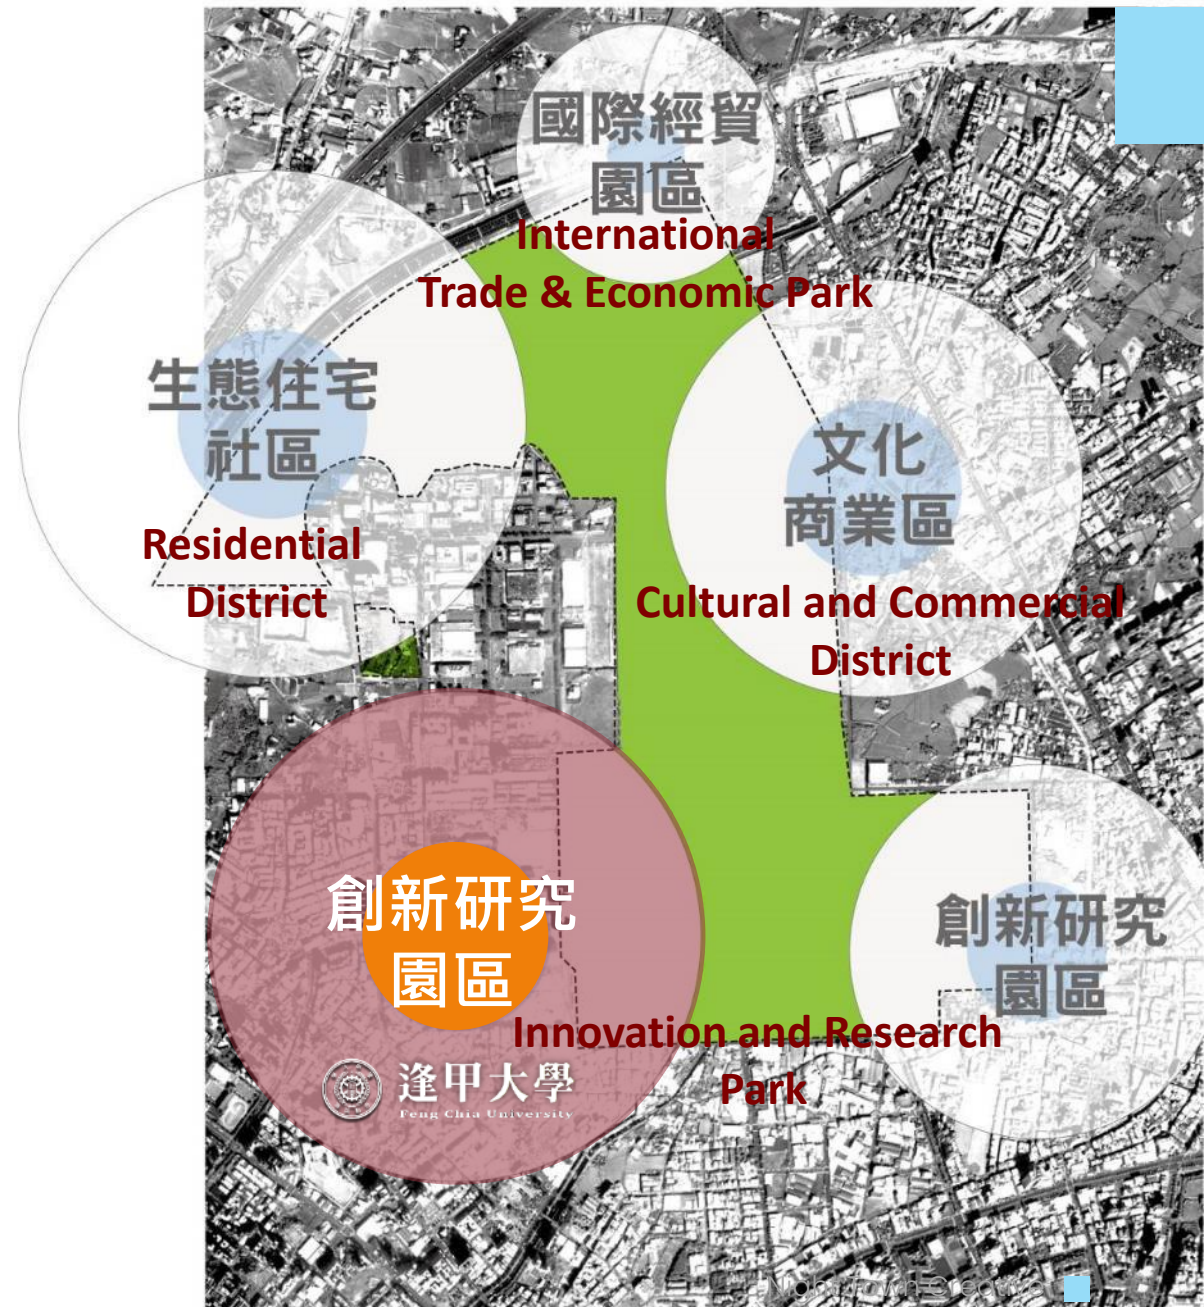 國際經貿
園區
International
Trade & Economic Park
生態住宅
社區
Residential
District
文化
商業區
Cultural and Commercial
District
創新研究
園區
創新研究
園區
Innovation and Research
Park
逢甲大學
Feng Chia University